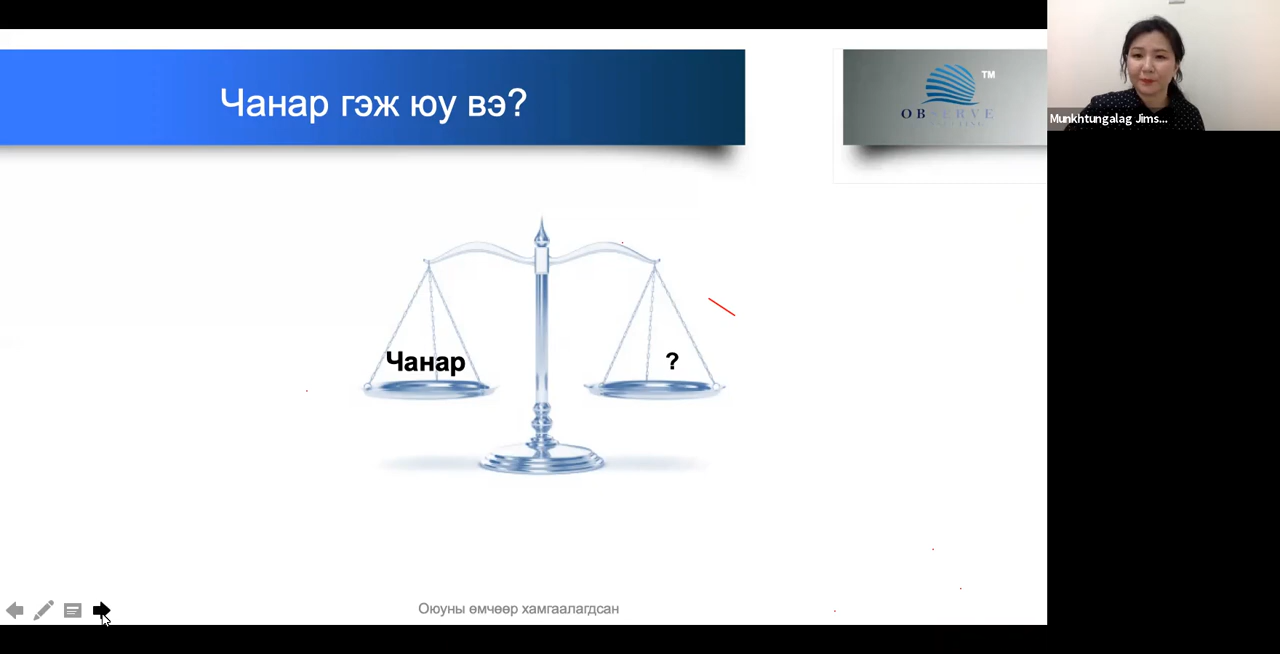 Чанар гэж юу вэ?
TM
OBSERVE
Munkhtungalag Jims...
Чанар
?
Оюуны өмчөөр хамгаалагдсан